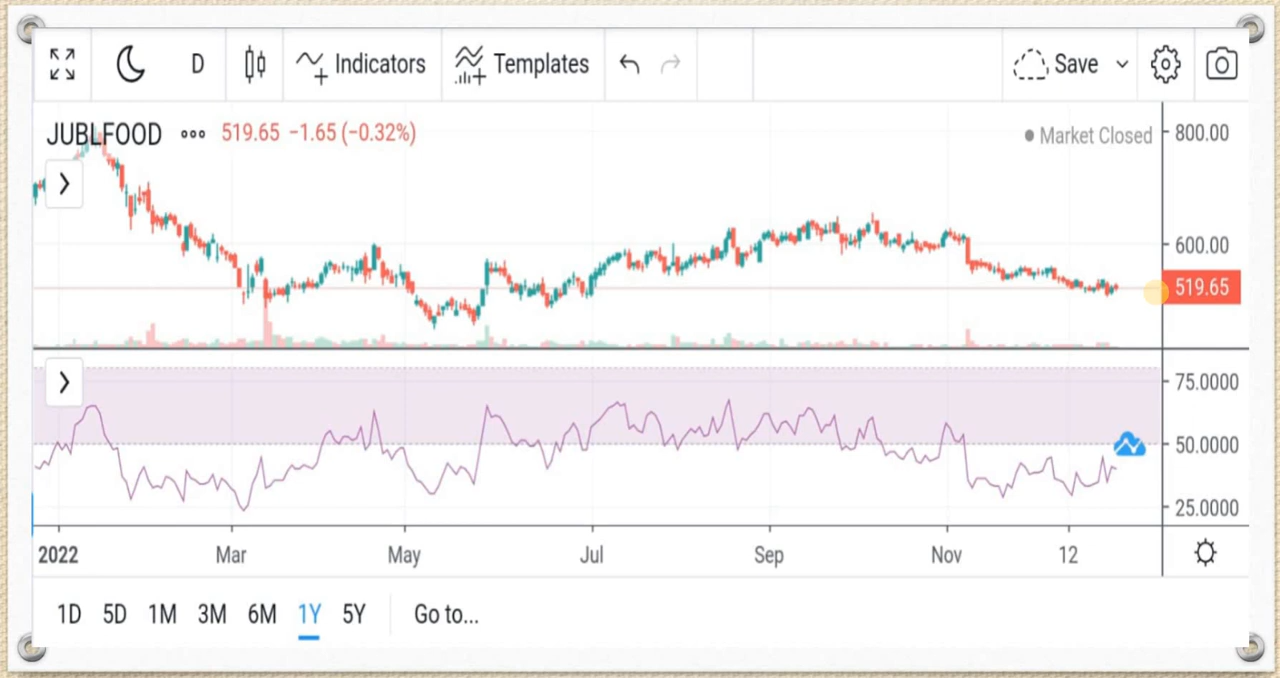 D Indicators Templates Save
JUBLFOOD 519.65 −1.65 (−0.32%)
Market Closed
800.00
600.00
519.65
75.0000
50.0000
25.0000
2022 Mar May Jul Sep Nov 12
1D 5D 1M 3M 6M 1Y 5Y Go to...